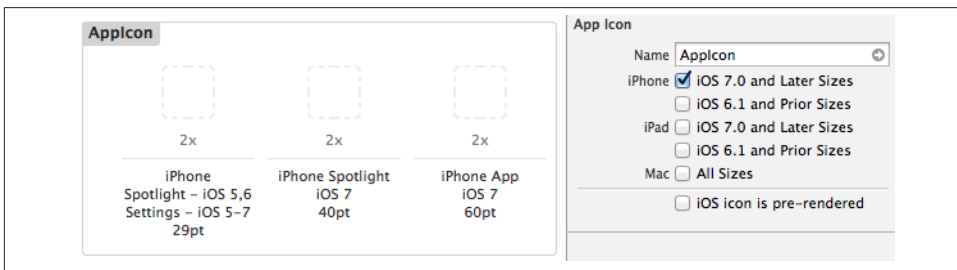 AppIcon
2x
2x
2x
iPhone
Spotlight – iOS 5,6
Settings – iOS 5–7
29pt
iPhone Spotlight
iOS 7
40pt
iPhone App
iOS 7
60pt
App Icon
Name AppIcon
iPhone iOS 7.0 and Later Sizes
iOS 6.1 and Prior Sizes
iPad iOS 7.0 and Later Sizes
iOS 6.1 and Prior Sizes
Mac All Sizes
iOS icon is pre-rendered